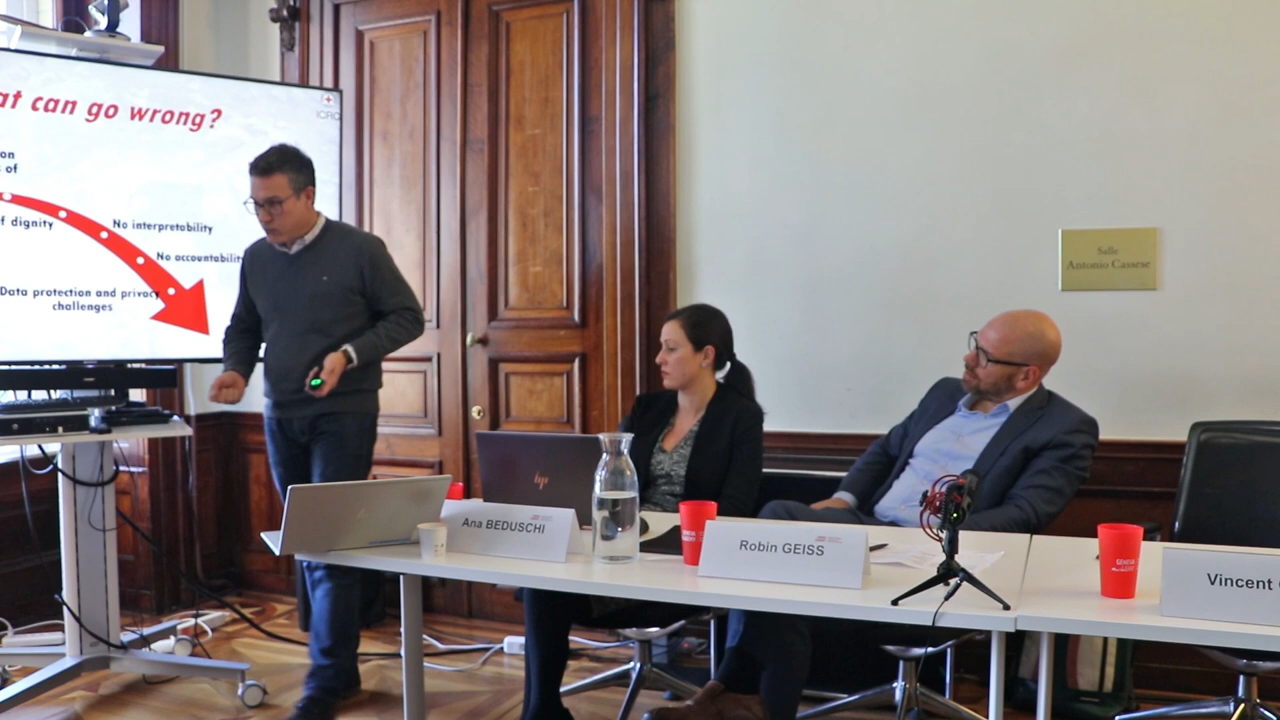 at can go wrong?
ICRC
on
s of
f dignity
No interpretability
No accountability
Data protection and privacy
challenges
Salle
Antonio Cassese
hp
Ana BEDUSCHI
Robin GEISS
Vincent